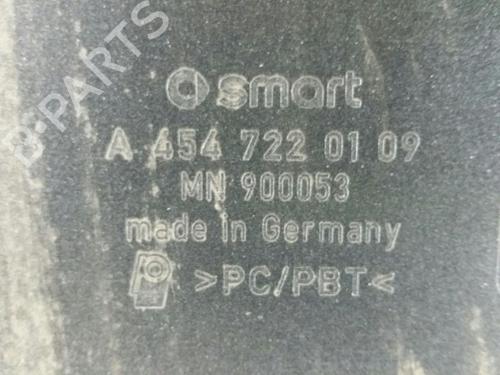 B-PARTS
smart
A 454 722 01 09
MN 900053
made in Germany
>PC/PBT<